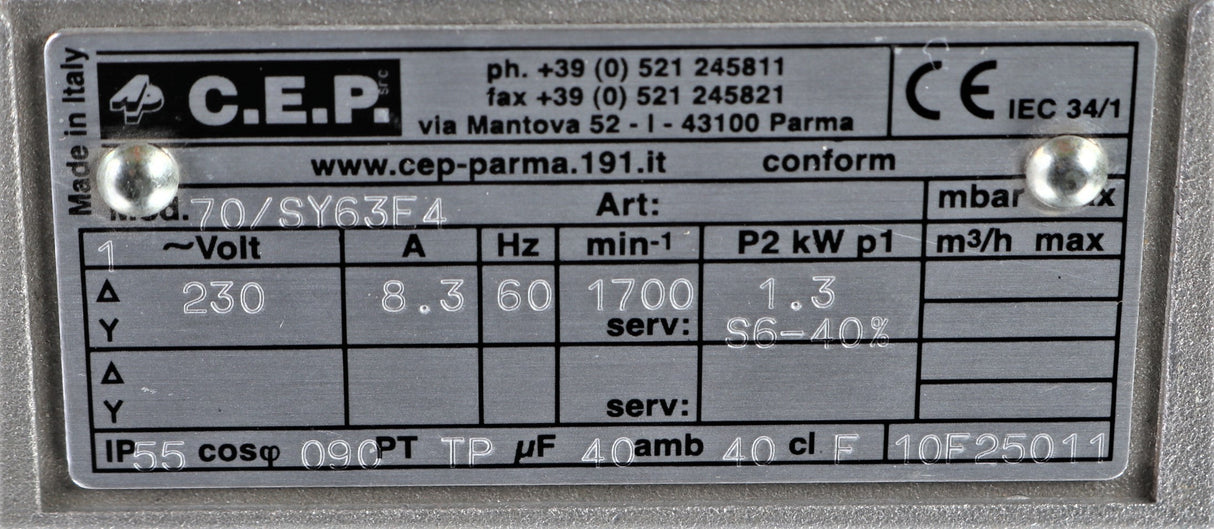 Made in Italy
C.E.P. src
ph. +39 (0) 521 245811
fax +39 (0) 521 245821
via Mantova 52 - I - 43100 Parma
CE IEC 34/1
www.cep-parma.191.it conform
Mod. 70/SY63E4 Art: mbar max
1 ~Volt A Hz min-1 P2 kW p1 m3/h max
Δ 230 8.3 60 1700 1.3
Y serv: S6-40%
Δ
Y serv:
IP 55 cosφ 090 PT TP µF 40 amb 40 cl F 10F25011